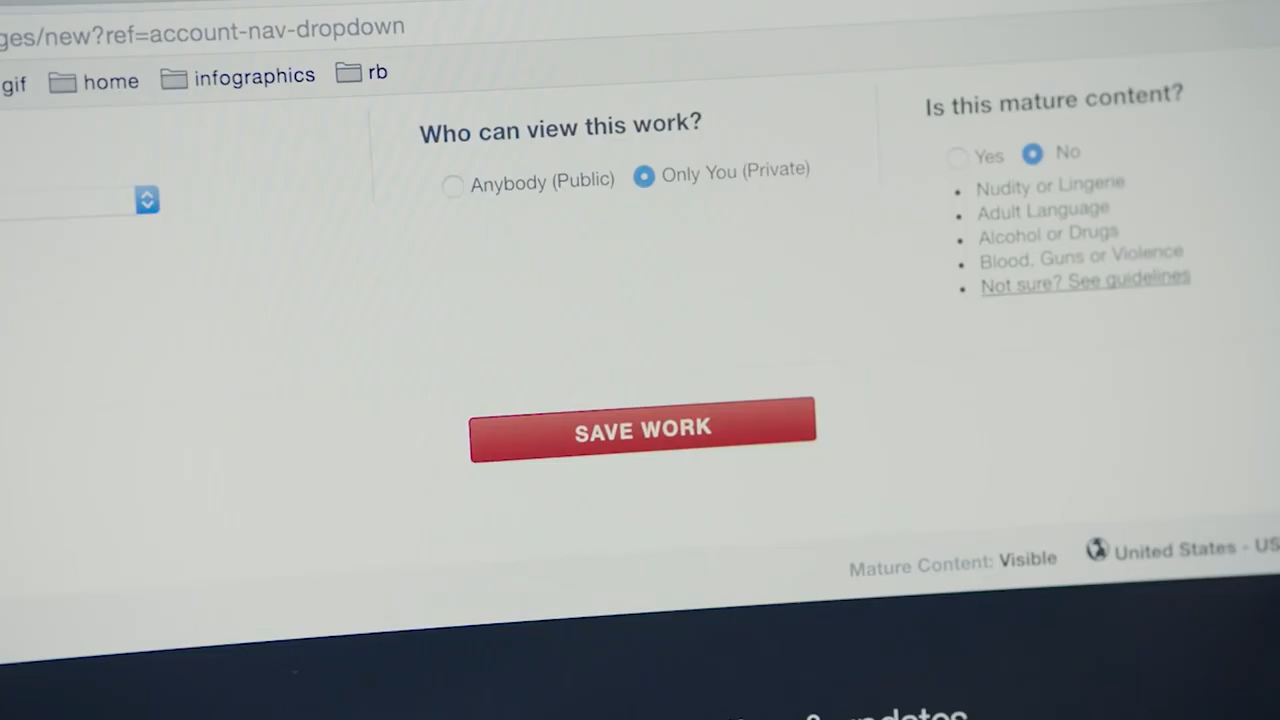 ges/new?ref=account-nav-dropdown
gif home infographics rb
Who can view this work?
Anybody (Public) Only You (Private)
Is this mature content?
Yes No
• Nudity or Lingerie
• Adult Language
• Alcohol or Drugs
• Blood, Guns or Violence
• Not sure? See guidelines
SAVE WORK
Mature Content: Visible United States - US